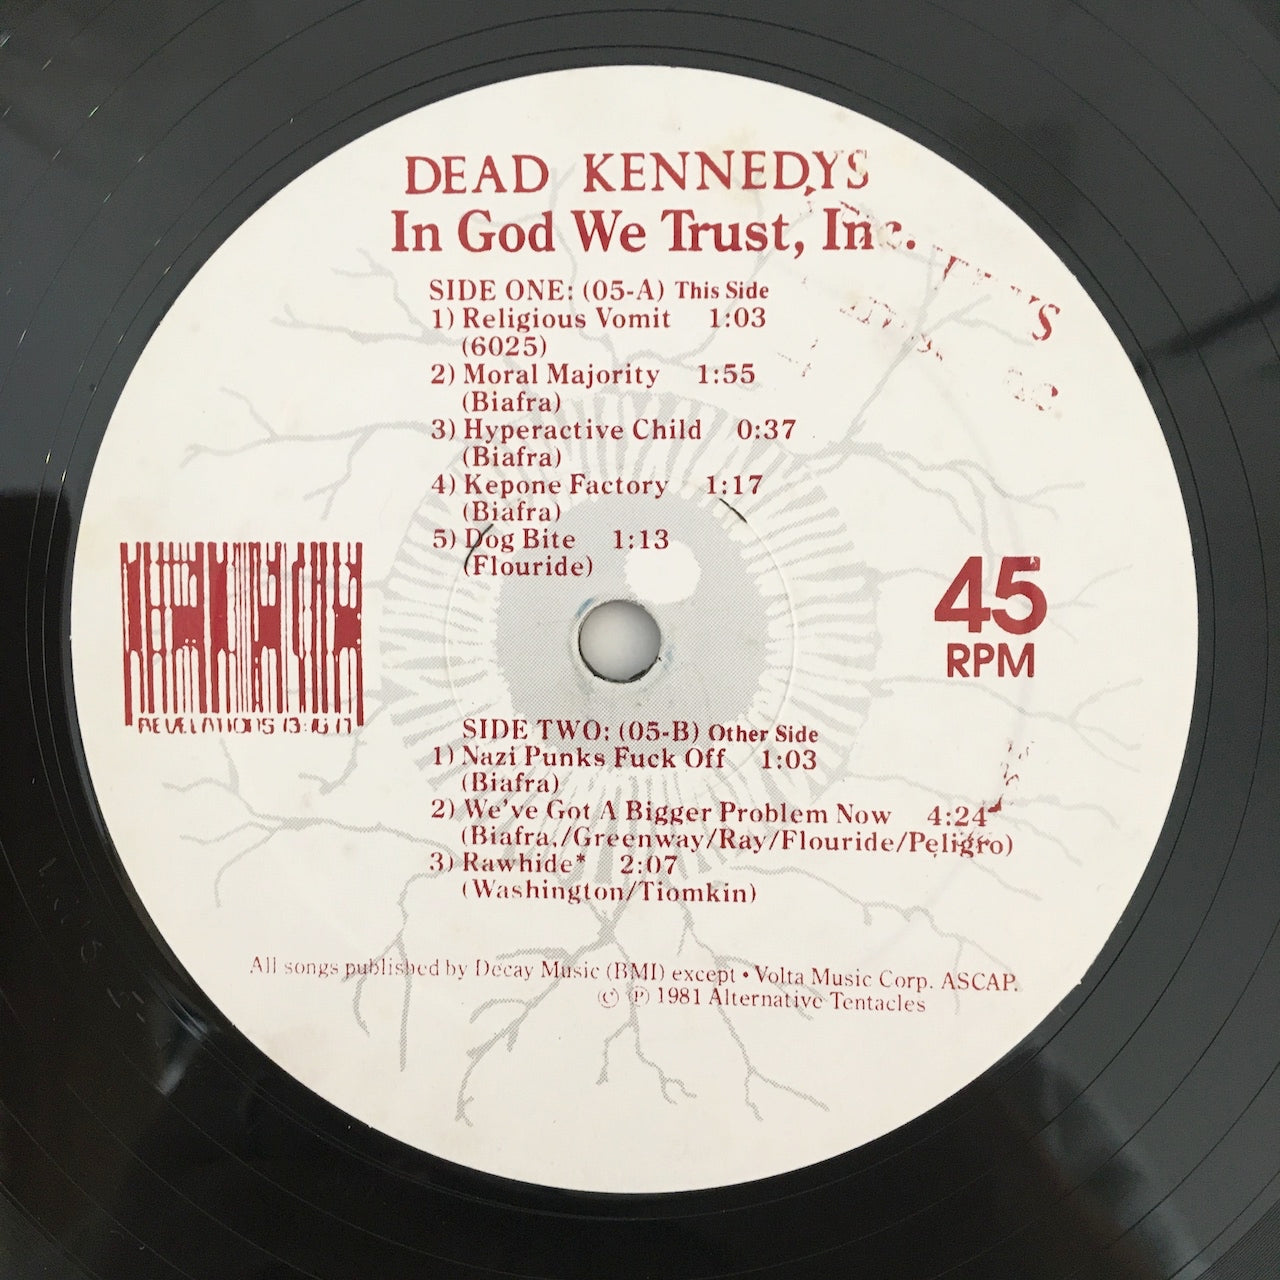 DEAD KENNEDYS
In God We Trust, Inc.
SIDE ONE: (05-A) This Side
1) Religious Vomit 1:03
(6025)
2) Moral Majority 1:55
(Biafra)
3) Hyperactive Child 0:37
(Biafra)
4) Kepone Factory 1:17
(Biafra)
5) Dog Bite 1:13
(Flouride)
45
RPM
REVELATIONS 13:16,17
SIDE TWO: (05-B) Other Side
1) Nazi Punks Fuck Off 1:03
(Biafra)
2) We've Got A Bigger Problem Now 4:24
(Biafra,/Greenway/Ray/Flouride/Peligro)
3) Rawhide* 2:07
(Washington/Tiomkin)
All songs published by Decay Music (BMI) except • Volta Music Corp. ASCAP.
© ℗ 1981 Alternative Tentacles